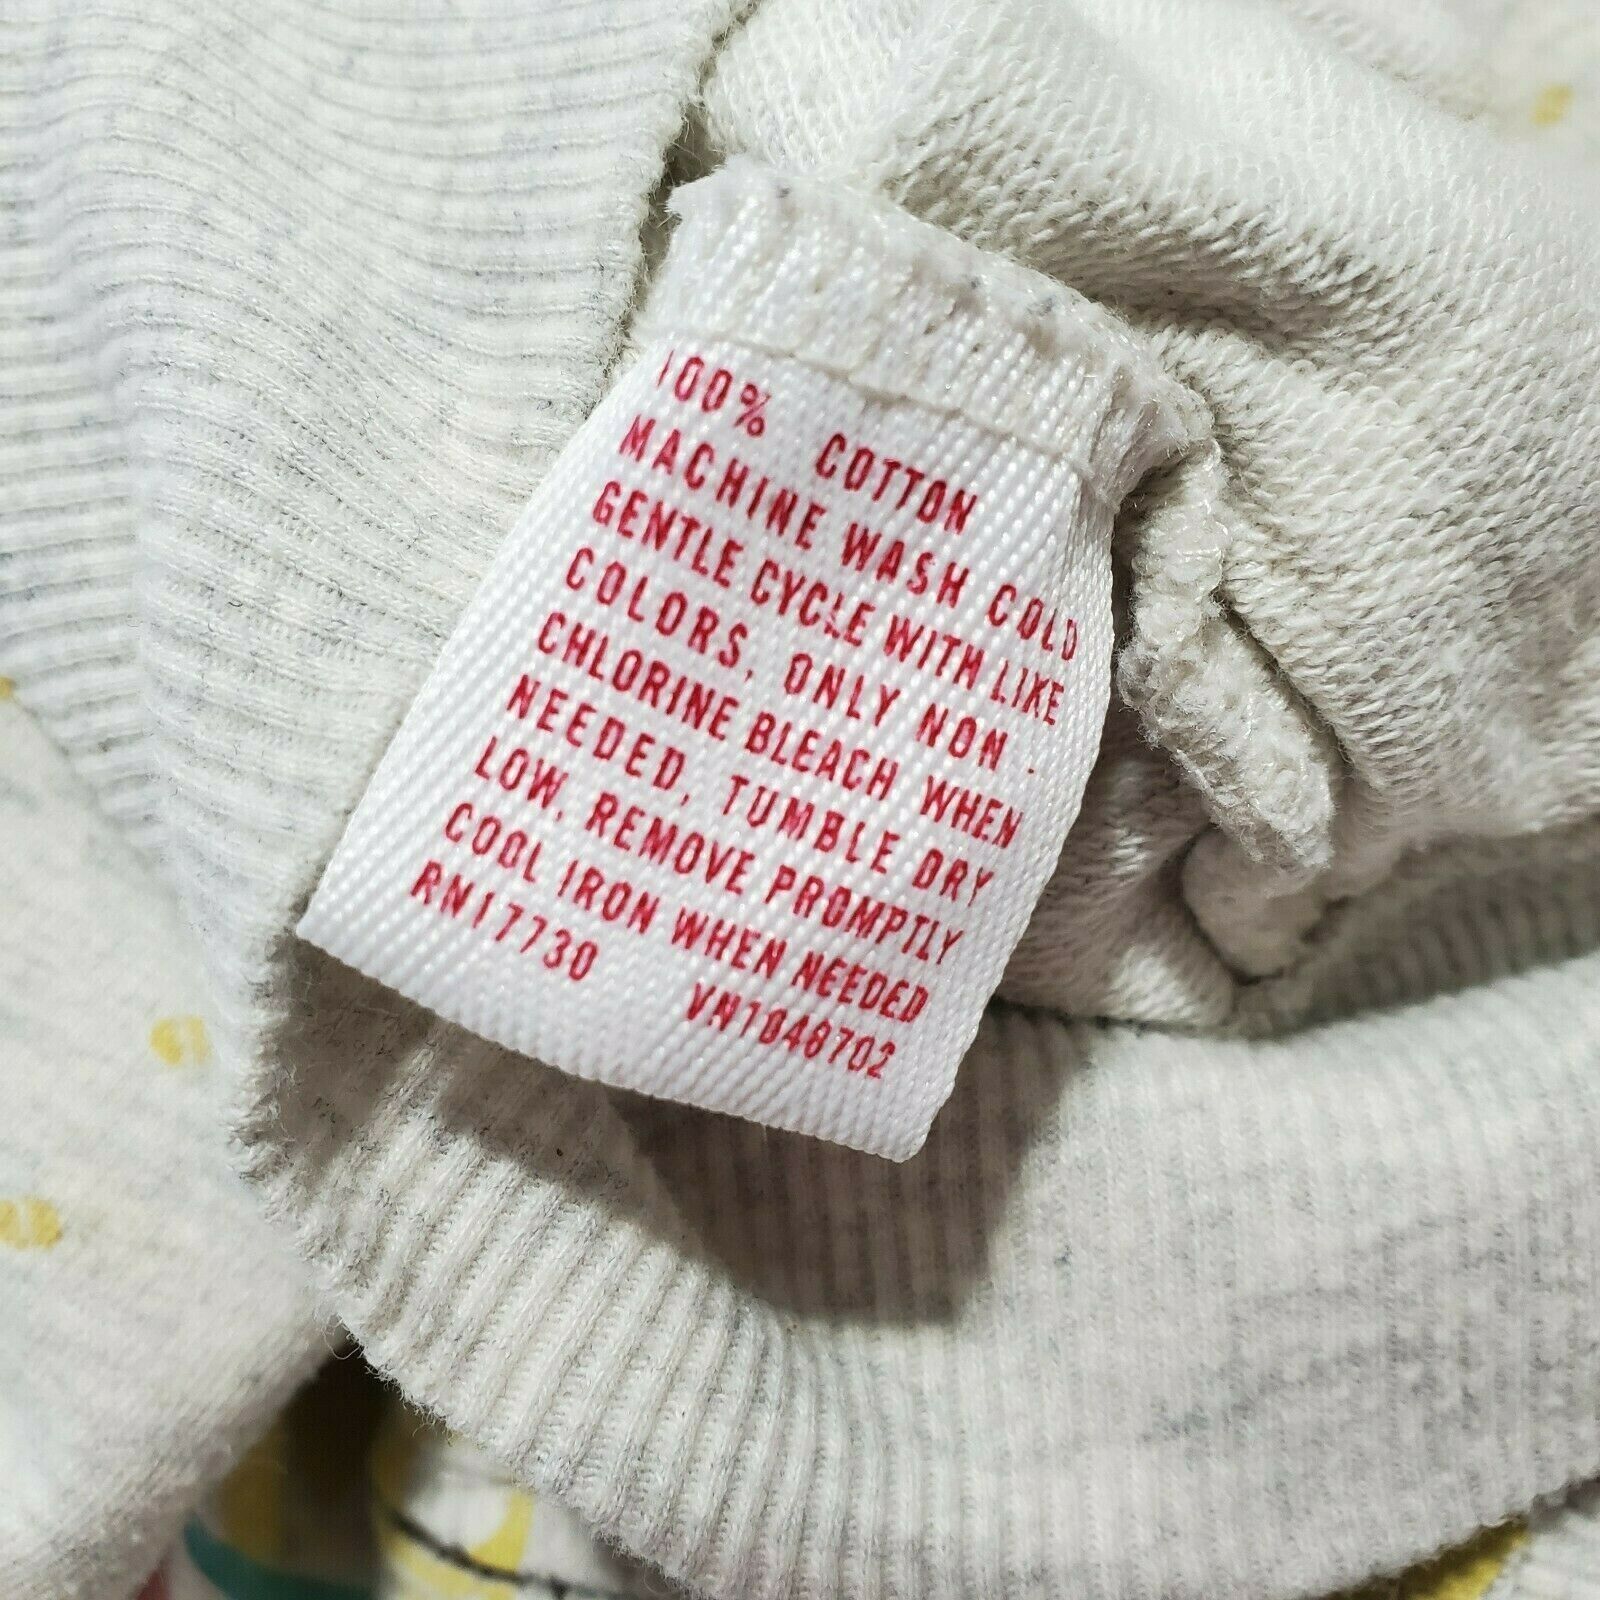 100% COTTON
MACHINE WASH COLD
GENTLE CYCLE WITH LIKE
COLORS, ONLY NON-
CHLORINE BLEACH WHEN
NEEDED, TUMBLE DRY
LOW, REMOVE PROMPTLY
COOL IRON WHEN NEEDED
RN17730 VN1048702